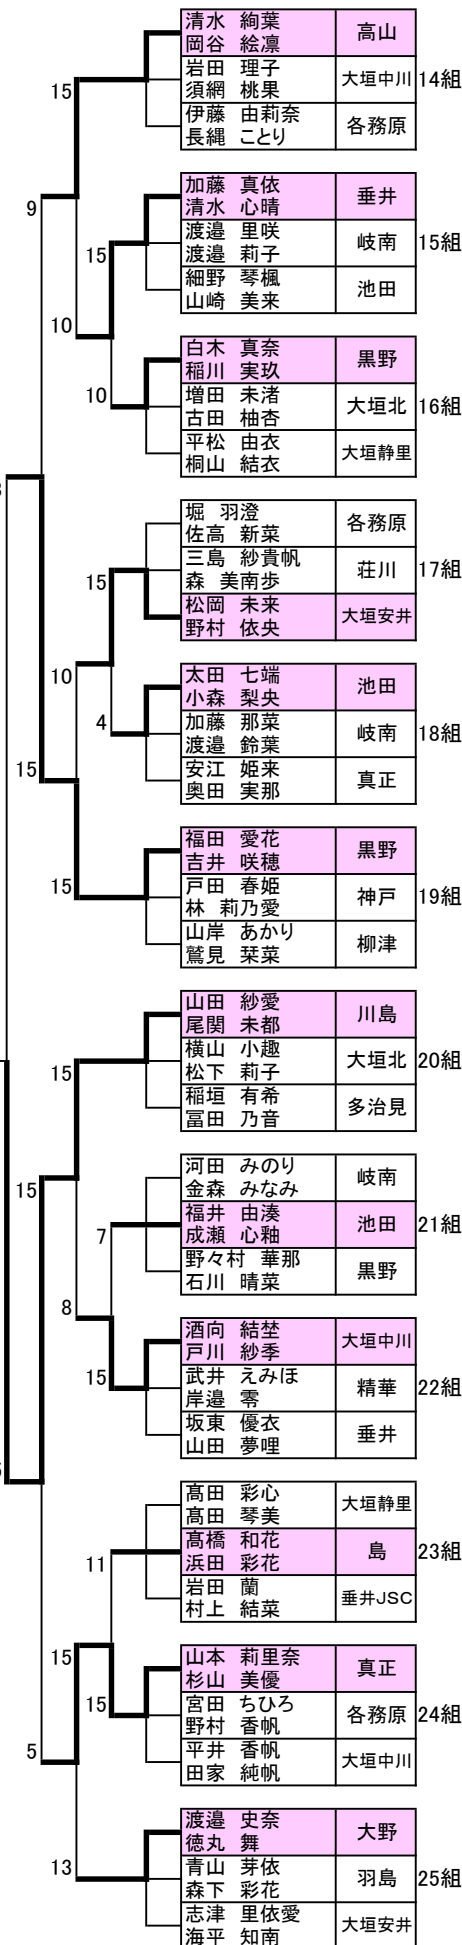 清水 絢葉
岡谷 絵凛
高山
岩田 理子
須網 桃果
大垣中川
14組
伊藤 由莉奈
長縄 ことり
各務原
15
9
加藤 真依
清水 心晴
垂井
渡邉 里咲
渡邉 莉子
岐南
15組
細野 琴楓
山崎 美来
池田
15
10
白木 真奈
稲川 実玖
黒野
増田 未渚
古田 柚杏
大垣北
16組
平松 由衣
桐山 結衣
大垣静里
10
堀 羽澄
佐高 新菜
各務原
三島 紗貴帆
森 美南歩
荘川
17組
松岡 未来
野村 依央
大垣安井
15
10
太田 七端
小森 梨央
池田
加藤 那菜
渡邉 鈴葉
岐南
18組
安江 姫来
奥田 実那
真正
4
15
福田 愛花
吉井 咲穂
黒野
戸田 春姫
林 莉乃愛
神戸
19組
山岸 あかり
鷲見 栞菜
柳津
15
山田 紗愛
尾関 未都
川島
横山 小趣
松下 莉子
大垣北
20組
稲垣 有希
冨田 乃音
多治見
15
15
河田 みのり
金森 みなみ
岐南
福井 由湊
成瀬 心釉
池田
21組
野々村 華那
石川 晴菜
黒野
7
8
酒向 結埜
戸川 紗季
大垣中川
武井 えみほ
岸邉 零
精華
22組
坂東 優衣
山田 夢哩
垂井
15
髙田 彩心
髙田 琴美
大垣静里
髙橋 和花
浜田 彩花
島
23組
岩田 蘭
村上 結菜
垂井JSC
11
15
山本 莉里奈
杉山 美優
真正
宮田 ちひろ
野村 香帆
各務原
24組
平井 香帆
田家 純帆
大垣中川
15
5
渡邉 史奈
徳丸 舞
大野
青山 芽依
森下 彩花
羽島
25組
志津 里依愛
海平 知南
大垣安井
13